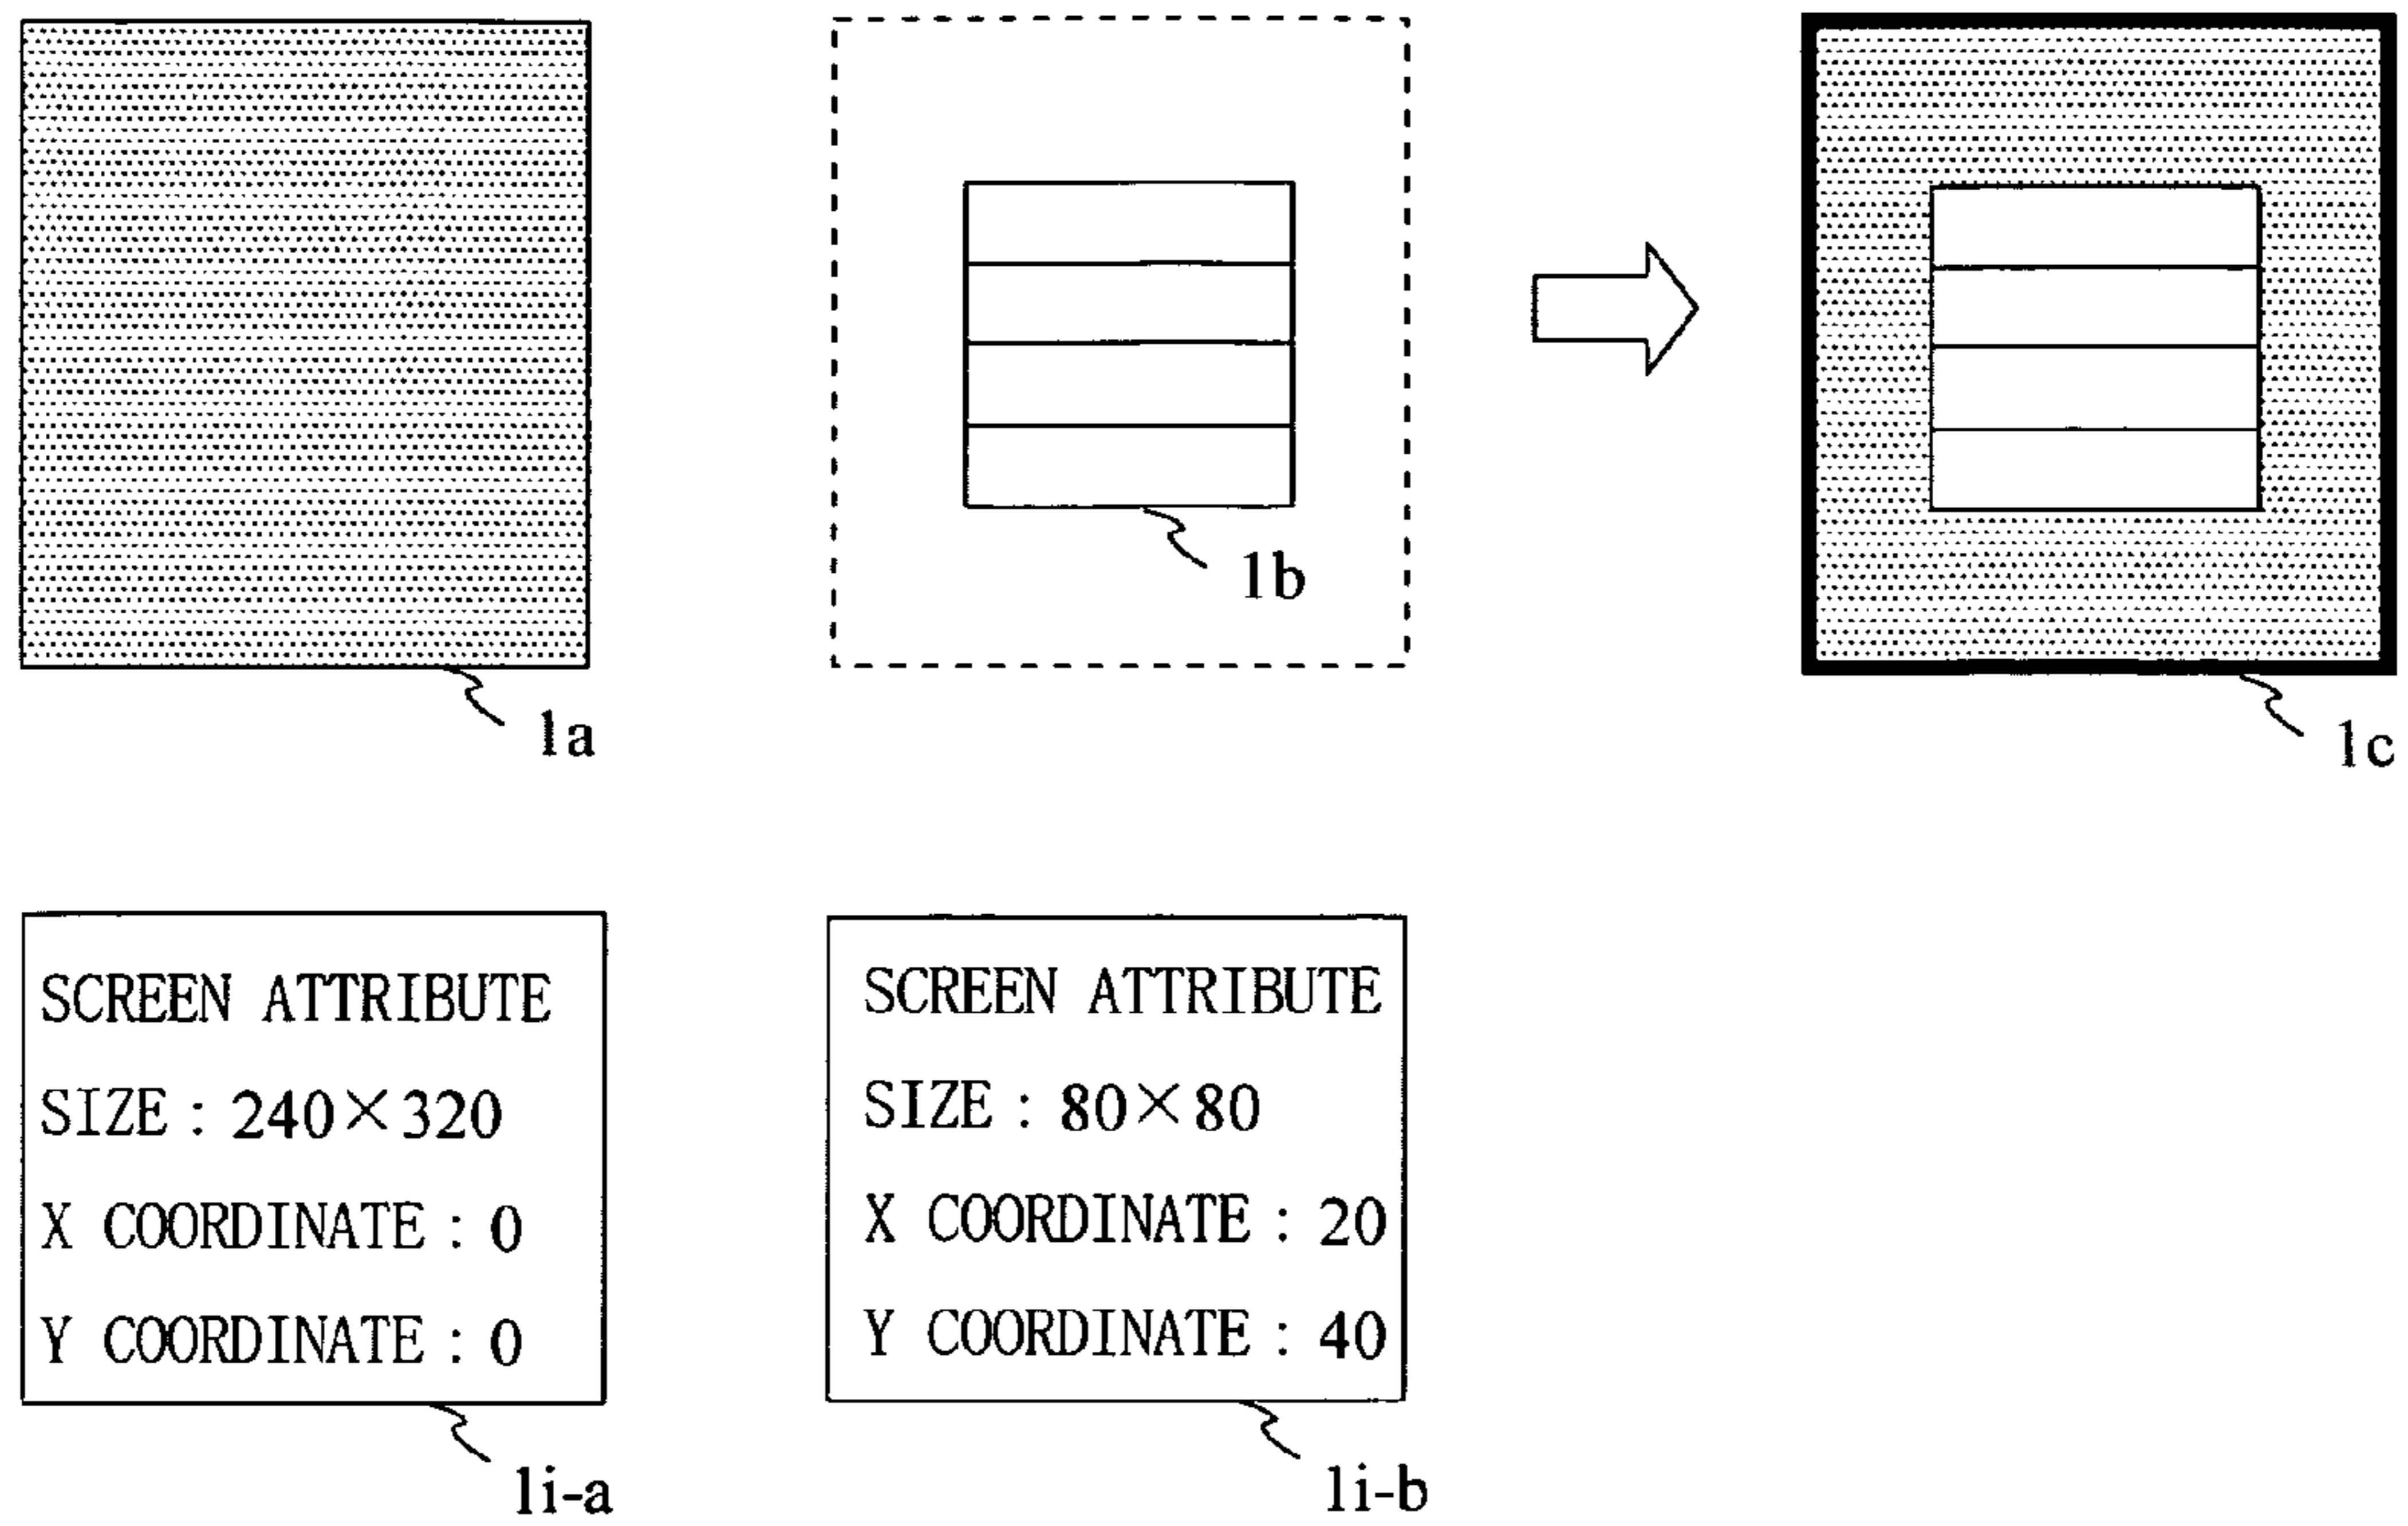 1b
1a
1c
SCREEN ATTRIBUTE
SIZE : 240×320
X COORDINATE : 0
Y COORDINATE : 0
SCREEN ATTRIBUTE
SIZE : 80×80
X COORDINATE : 20
Y COORDINATE : 40
1i-a
1i-b